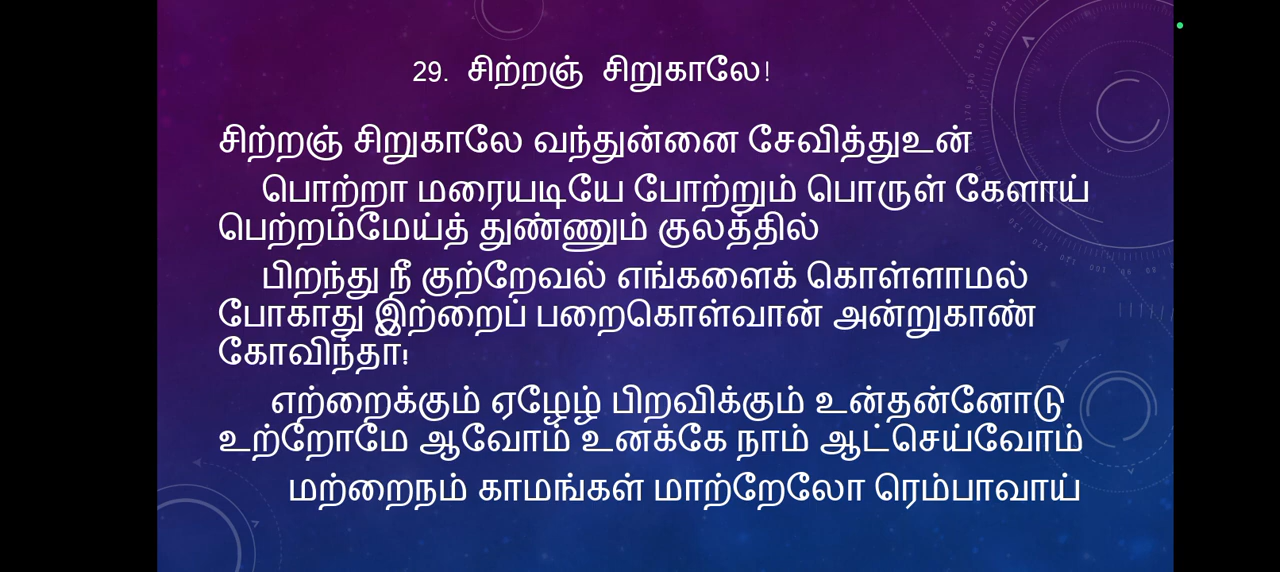 29. சிற்றஞ் சிறுகாலே!
சிற்றஞ் சிறுகாலே வந்துன்னை சேவித்துஉன்
பொற்றா மரையடியே போற்றும் பொருள் கேளாய்
பெற்றம்மேய்த் துண்ணும் குலத்தில்
பிறந்து நீ குற்றேவல் எங்களைக் கொள்ளாமல்
போகாது இற்றைப் பறைகொள்வான் அன்றுகாண்
கோவிந்தா!
எற்றைக்கும் ஏழேழ் பிறவிக்கும் உன்தன்னோடு
உற்றோமே ஆவோம் உனக்கே நாம் ஆட்செய்வோம்
மற்றைநம் காமங்கள் மாற்றேலோ ரெம்பாவாய்